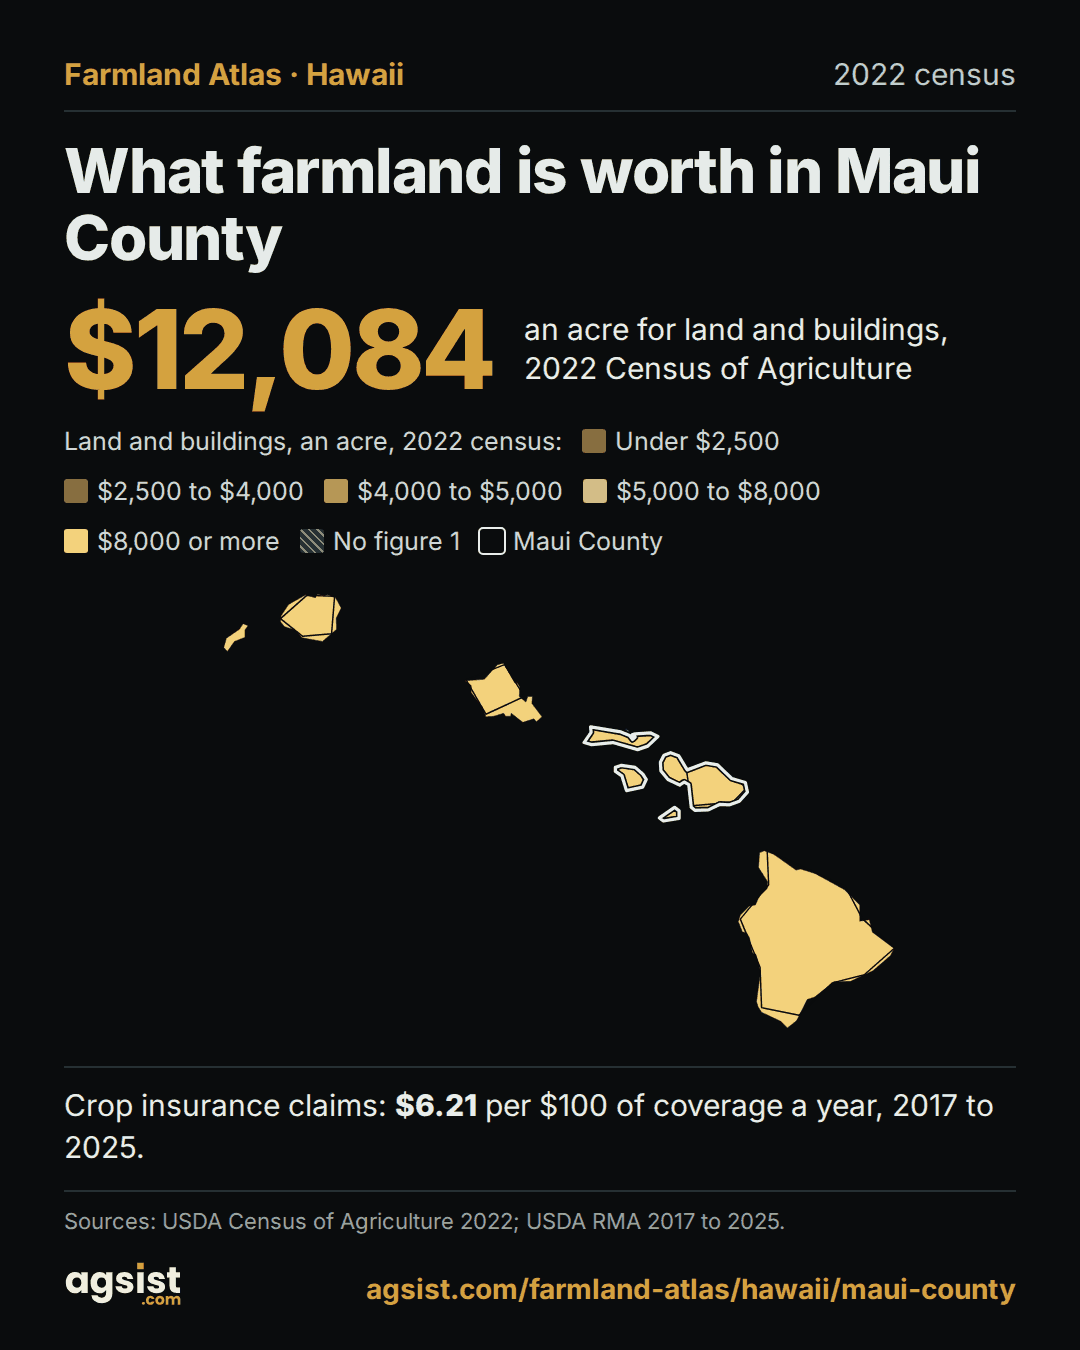 Farmland Atlas · Hawaii
2022 census
What farmland is worth in Maui
County
$12,084
an acre for land and buildings,
2022 Census of Agriculture
Land and buildings, an acre, 2022 census: Under $2,500
$2,500 to $4,000 $4,000 to $5,000 $5,000 to $8,000
$8,000 or more No figure 1 Maui County
Crop insurance claims: $6.21 per $100 of coverage a year, 2017 to
2025.
Sources: USDA Census of Agriculture 2022; USDA RMA 2017 to 2025.
agsist
.com
agsist.com/farmland-atlas/hawaii/maui-county